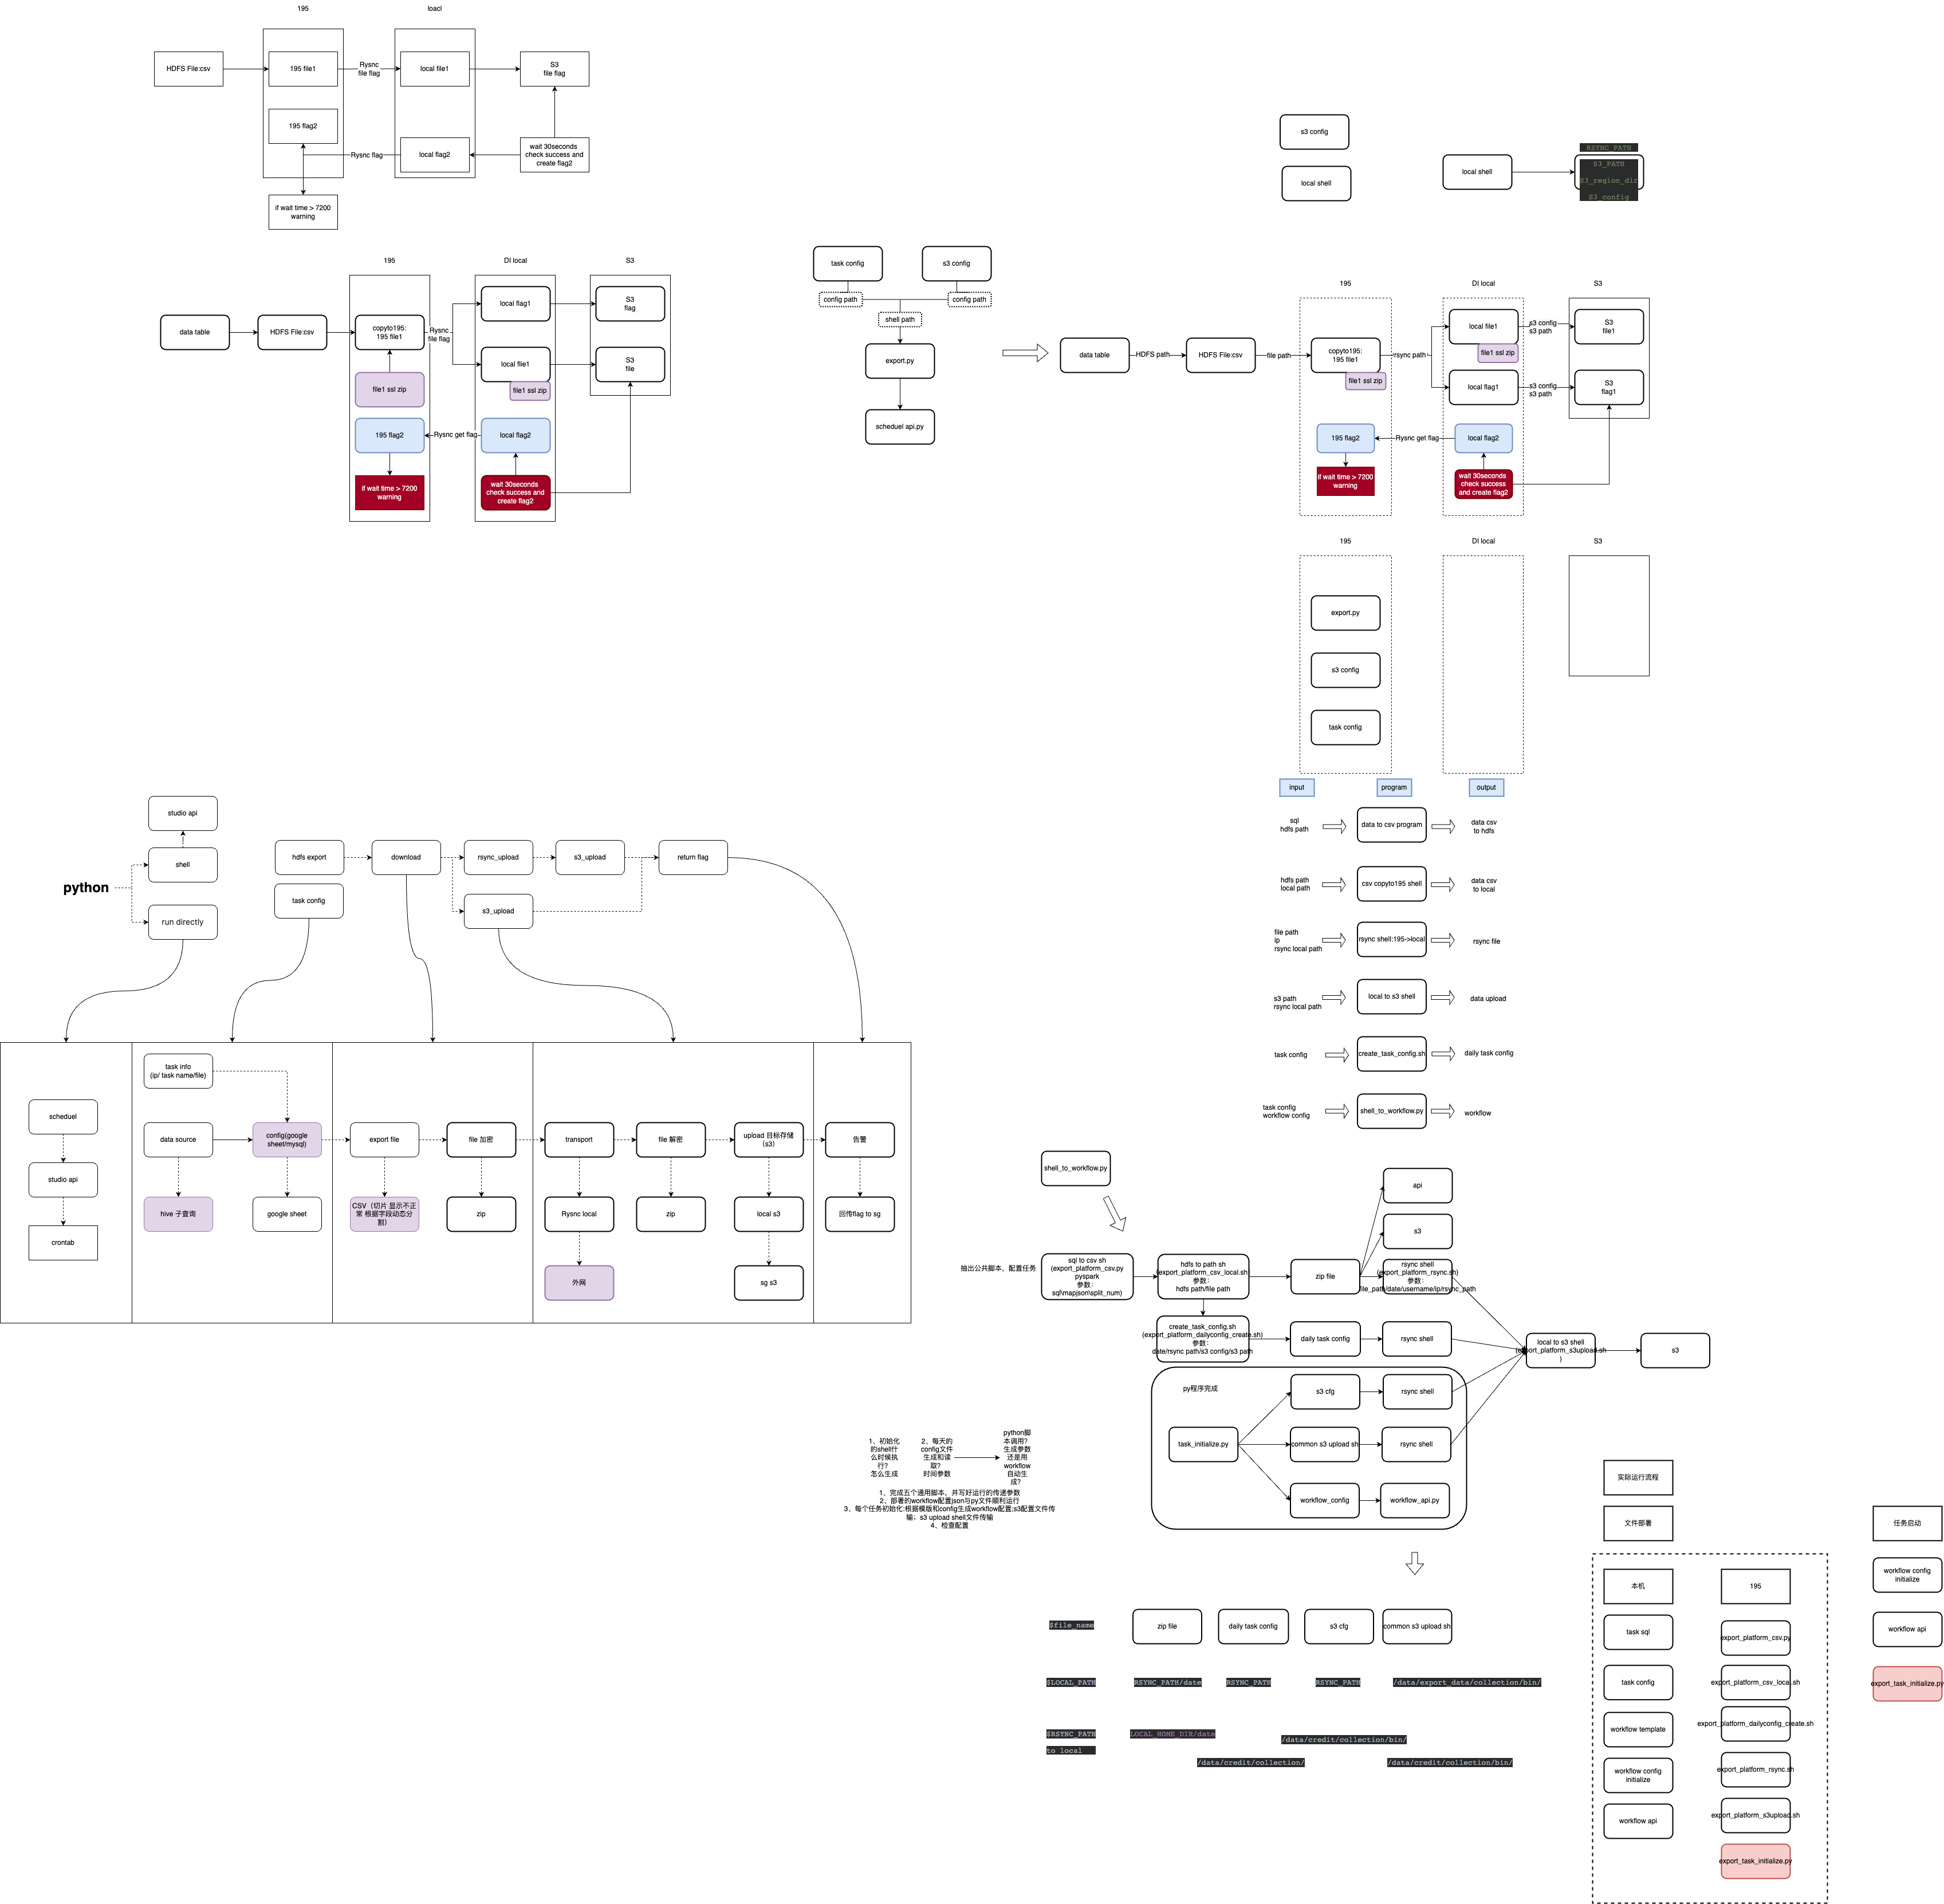 195
loacl
HDFS File:csv
195 file1
Rysnc
file flag
local file1
S3
file flag
195 flag2
Rysnc flag
local flag2
wait 30seconds
check success and
create flag2
if wait time > 7200
warning
195
DI local
S3
data table
HDFS File:csv
copyto195:
195 file1
Rysnc
file flag
local flag1
S3
flag
local flie1
S3
file
file1 ssl zip
file1 ssl zip
195 flag2
Rysnc get flag
local flag2
if wait time > 7200
warning
wait 30seconds
check success and
create flag2
s3 config
local shell
local shell
RSYNC_PATH
S3_PATH
S3_region_dir
S3_config
task config
s3 config
config path
config path
shell path
export.py
scheduel api.py
195
DI local
S3
data table
HDFS path
HDFS File:csv
file path
copyto195:
195 file1
file1 ssl zip
rsync path
local file1
file1 ssl zip
s3 config
s3 path
S3
file1
local flag1
s3 config
s3 path
S3
flag1
195 flag2
Rysnc get flag
local flag2
if wait time > 7200
warning
wait 30seconds
check success
and create flag2
195
DI local
S3
export.py
s3 config
task config
input
program
output
sql
hdfs path
data to csv program
data csv
to hdfs
hdfs path
local path
csv copyto195 shell
data csv
to local
file path
ip
rsync local path
rsync shell:195->local
rsync file
s3 path
rsync local path
local to s3 shell
data upload
task config
create_task_config.sh
daily task config
task config
workflow config
shell_to_workflow.py
workflow
python
studio api
shell
run directly
hdfs export
download
rsync_upload
s3_upload
return flag
task config
s3_upload
scheduel
studio api
crontab
task info
(ip/ task name/file)
data source
config(google
sheet/mysql)
hive 子查询
google sheet
export file
file 加密
CSV（切片 显示不正
常 根据字段动态分
割）
zip
transport
file 解密
upload 目标存储
（s3）
Rysnc local
zip
local s3
外网
sg s3
告警
回传flag to sg
shell_to_workflow.py
抽出公共脚本、配置任务
sql to csv sh
(export_platform_csv.py
pyspark
参数：
sql\mapjson\split_num)
hdfs to path sh
(export_platform_csv_local.sh
参数：
hdfs path/file path
zip file
api
s3
rsync shell
(export_platform_rsync.sh)
参数：
file_path/date/username/ip/rsync_path
create_task_config.sh
(export_platform_dailyconfig_create.sh)
参数：
date/rsync path/s3 config/s3 path
daily task config
rsync shell
local to s3 shell
(export_platform_s3upload.sh
)
s3
py程序完成
task_initialize.py
s3 cfg
rsync shell
common s3 upload sh
rsync shell
workflow_config
workflow_api.py
1、初始化
的shell什
么时候执
行？
怎么生成
2、每天的
config文件
生成和读
取？
时间参数
python脚
本调用？
生成参数
还是用
workflow
自动生
成？
1、完成五个通用脚本，并写好运行的传递参数
2、部署的workflow配置json与py文件顺利运行
3、每个任务初始化:根据模版和config生成workflow配置;s3配置文件传
输；s3 upload shell文件传输
4、检查配置
$file_name
zip file
daily task config
s3 cfg
common s3 upload sh
$LOCAL_PATH
RSYNC_PATH/date
RSYNC_PATH
RSYNC_PATH
/data/export_data/collection/bin/
$RSYNC_PATH
to local
LOCAL_HOME_DIR/date
/data/credit/collection/
/data/credit/collection/bin/
/data/credit/collection/bin/
实际运行流程
文件部署
本机
195
task sql
export_platform_csv.py
task config
export_platform_csv_local.sh
workflow template
export_platform_dailyconfig_create.sh
workflow config
initialize
export_platform_rsync.sh
workflow api
export_platform_s3upload.sh
export_task_initialize.py
任务启动
workflow config
initialize
workflow api
export_task_initialize.py